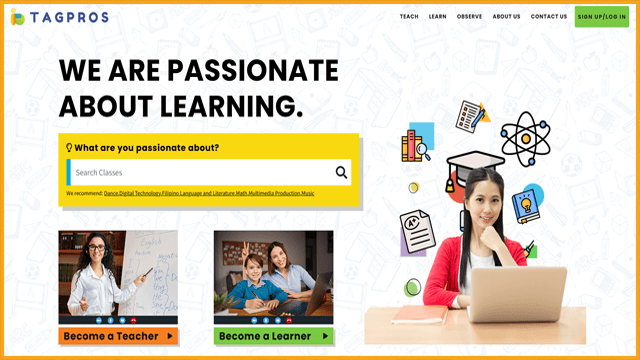 TAGPROS
TEACH LEARN OBSERVE ABOUT US CONTACT US SIGN UP/LOG IN
WE ARE PASSIONATE
ABOUT LEARNING.
What are you passionate about?
Search Classes
We recommend: Dance,Digital Technology,Filipino,Language and Literature,Math,Multimedia Production,Music
English
Become a Teacher
Become a Learner
A+